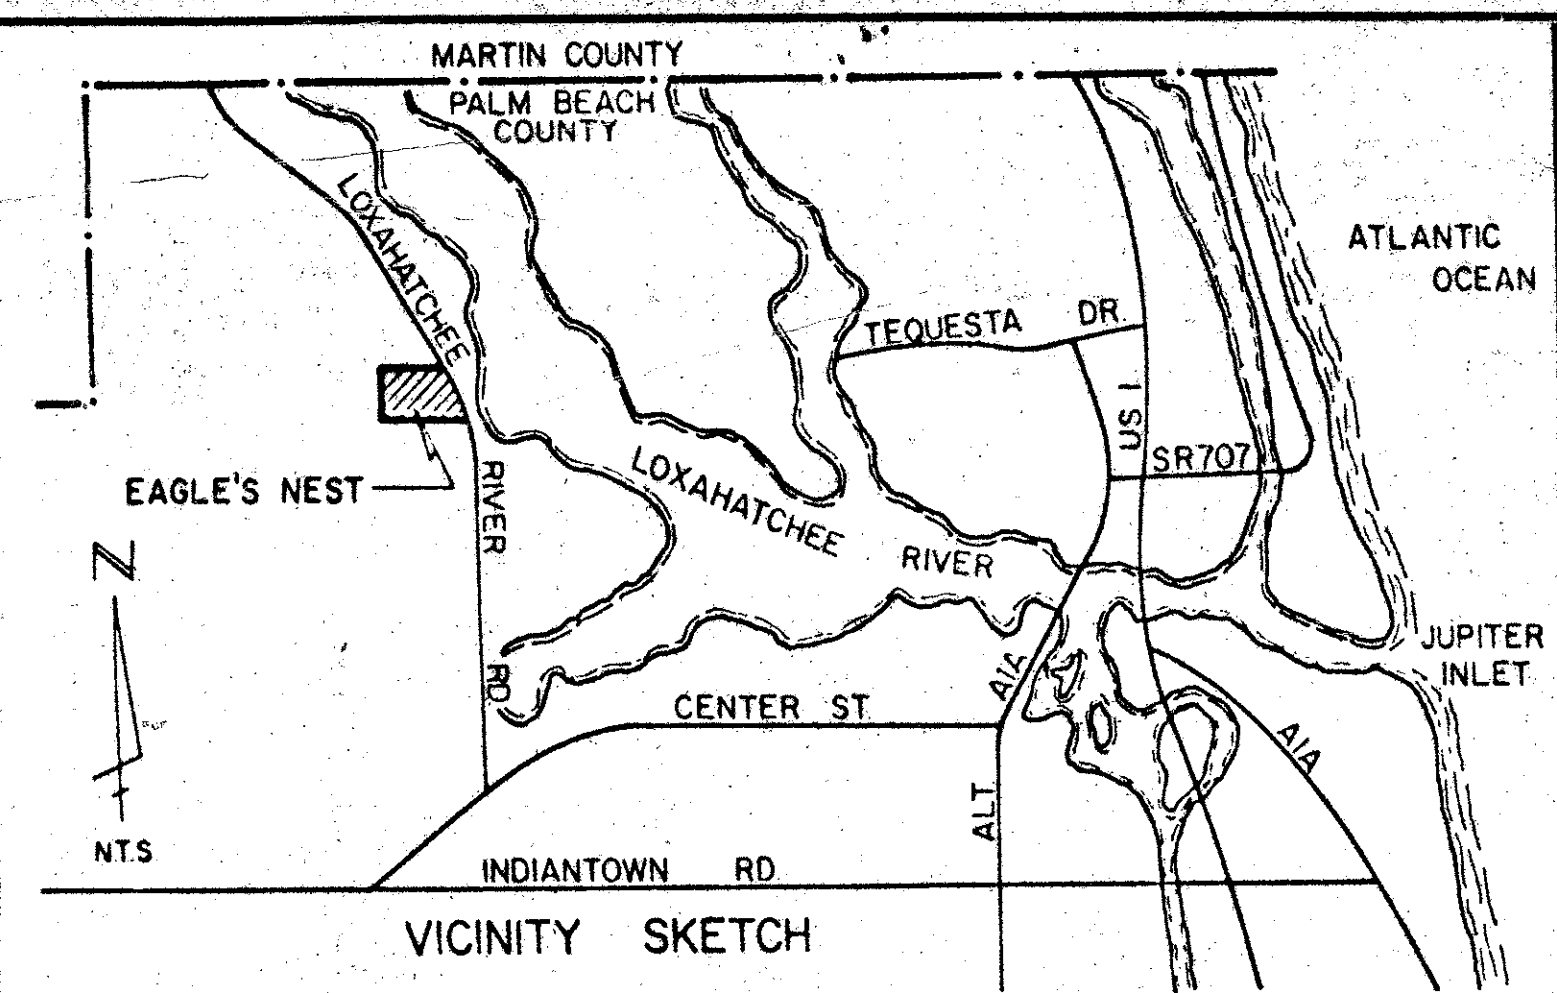 MARTIN COUNTY
PALM BEACH
COUNTY
LOXAHATCHEE
ATLANTIC
OCEAN
TEQUESTA DR.
US 1
SR707
EAGLE'S NEST
RIVER
LOXAHATCHEE
RIVER
N
JUPITER
INLET
RD
A1A
CENTER ST
A1A
ALT
N.T.S
INDIANTOWN RD
VICINITY SKETCH